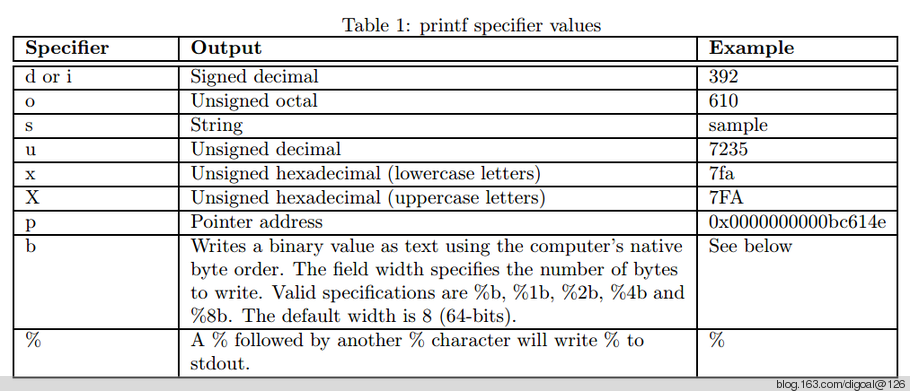 Table 1: printf specifier values
Specifier Output Example
d or i Signed decimal 392
o Unsigned octal 610
s String sample
u Unsigned decimal 7235
x Unsigned hexadecimal (lowercase letters) 7fa
X Unsigned hexadecimal (uppercase letters) 7FA
p Pointer address 0x0000000000bc614e
b Writes a binary value as text using the computer's native See below
byte order. The field width specifies the number of bytes
to write. Valid specifications are %b, %1b, %2b, %4b and
%8b. The default width is 8 (64-bits).
% A % followed by another % character will write % to %
stdout.
blog.163.com/digoal@126